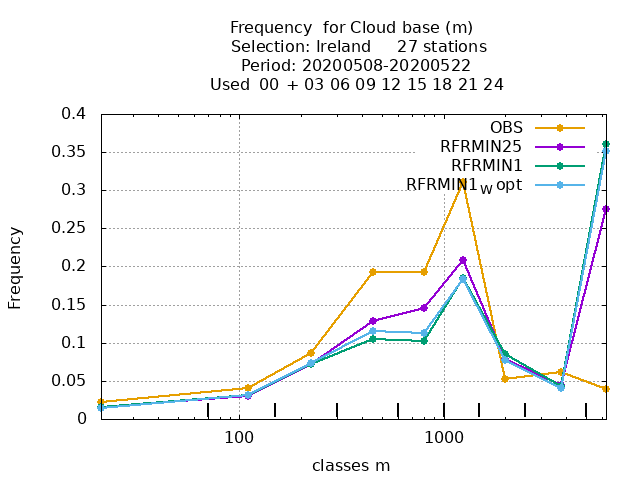 Frequency  for Cloud base (m)
Selection: Ireland     27 stations
Period: 20200508-20200522
Used  00 + 03 06 09 12 15 18 21 24
0.4
0.35
0.3
0.25
0.2
0.15
0.1
0.05
0
Frequency
OBS
RFRMIN25
RFRMIN1
RFRMIN1_W opt
100
1000
classes m